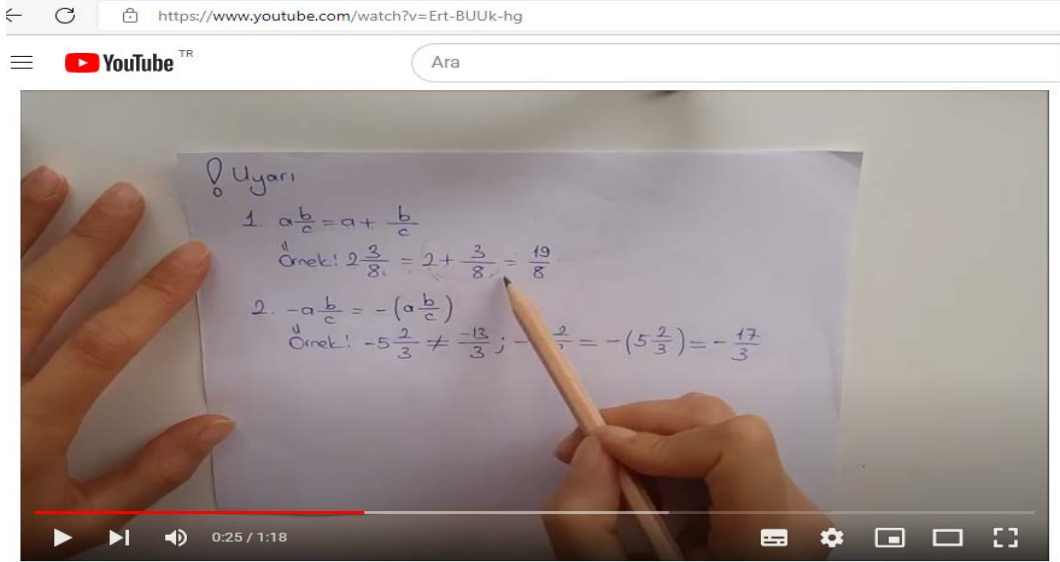 https://www.youtube.com/watch?v=Ert-BUUk-hg
YouTube TR
Ara
! Uyarı
1. a b/c = a + b/c
Örnek! 2 3/8 = 2 + 3/8 = 19/8
2. -a b/c = -(a b/c)
Örnek! -5 2/3 ≠ -13/3 ; - 2/ = -(5 2/3) = - 17/3
0:25 / 1:18